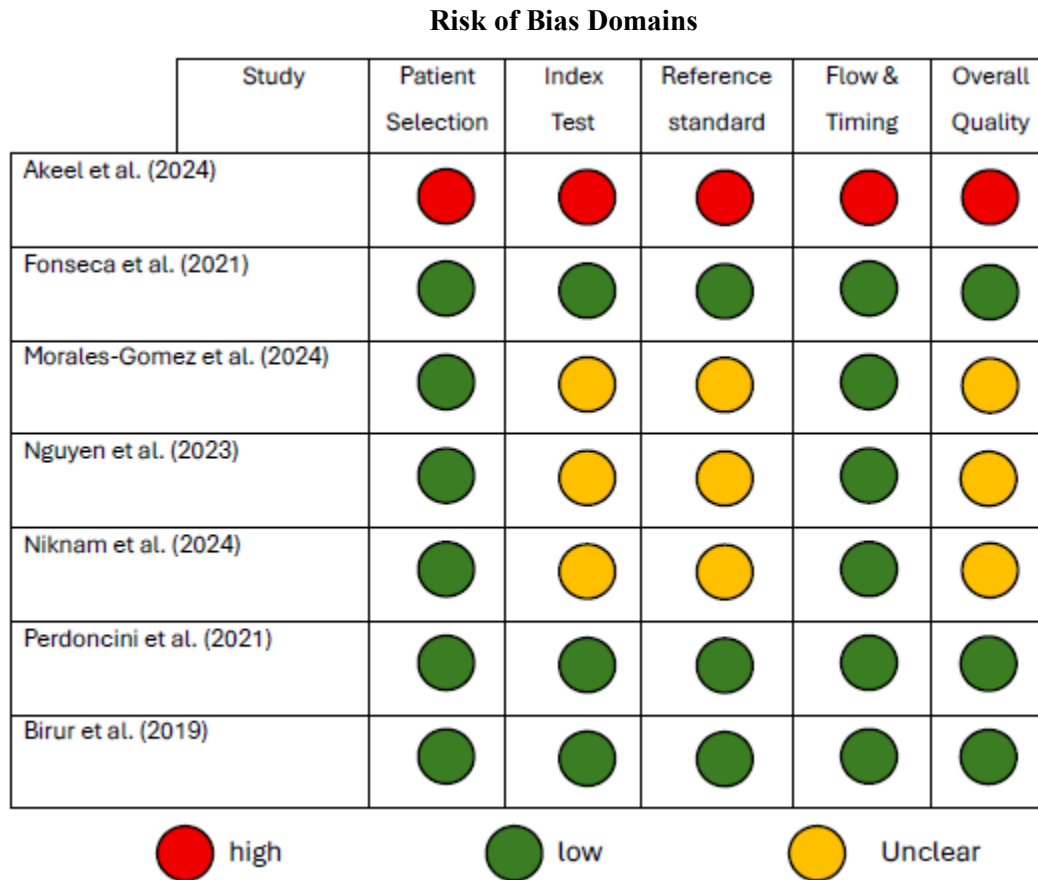 Risk of Bias Domains
Study Patient Selection Index Test Reference standard Flow & Timing Overall Quality
Akeel et al. (2024)
Fonseca et al. (2021)
Morales-Gomez et al. (2024)
Nguyen et al. (2023)
Niknam et al. (2024)
Perdoncini et al. (2021)
Birur et al. (2019)
high low Unclear